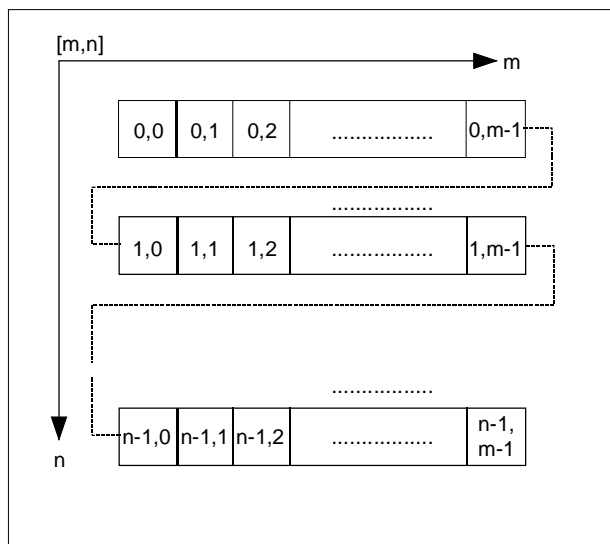 [m,n]
m
0,0 0,1 0,2 ................. 0,m-1
.................
1,0 1,1 1,2 ................. 1,m-1
.................
n-1,0 n-1,1 n-1,2 ................. n-1,
m-1
n